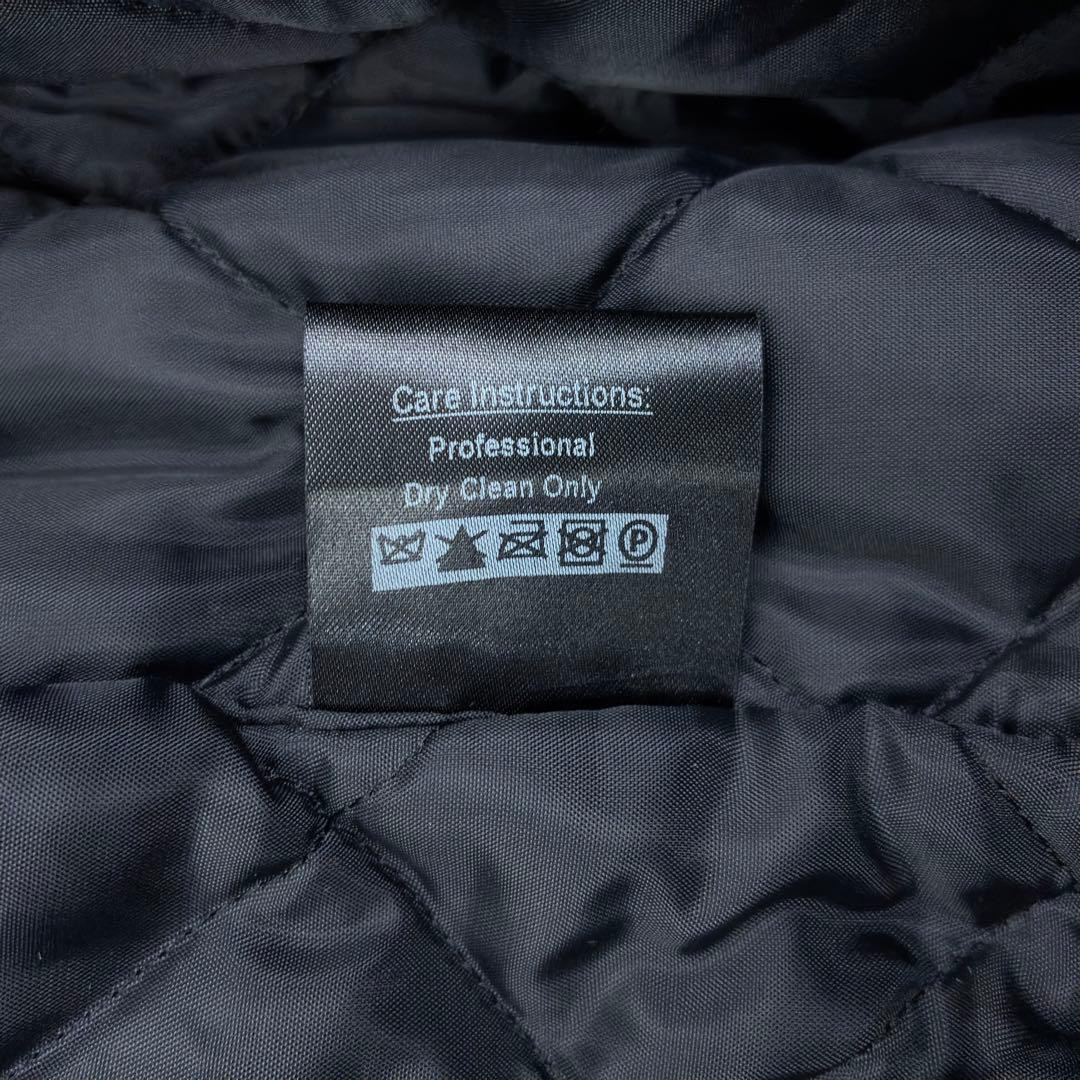 Care Instructions:
Professional
Dry Clean Only
P